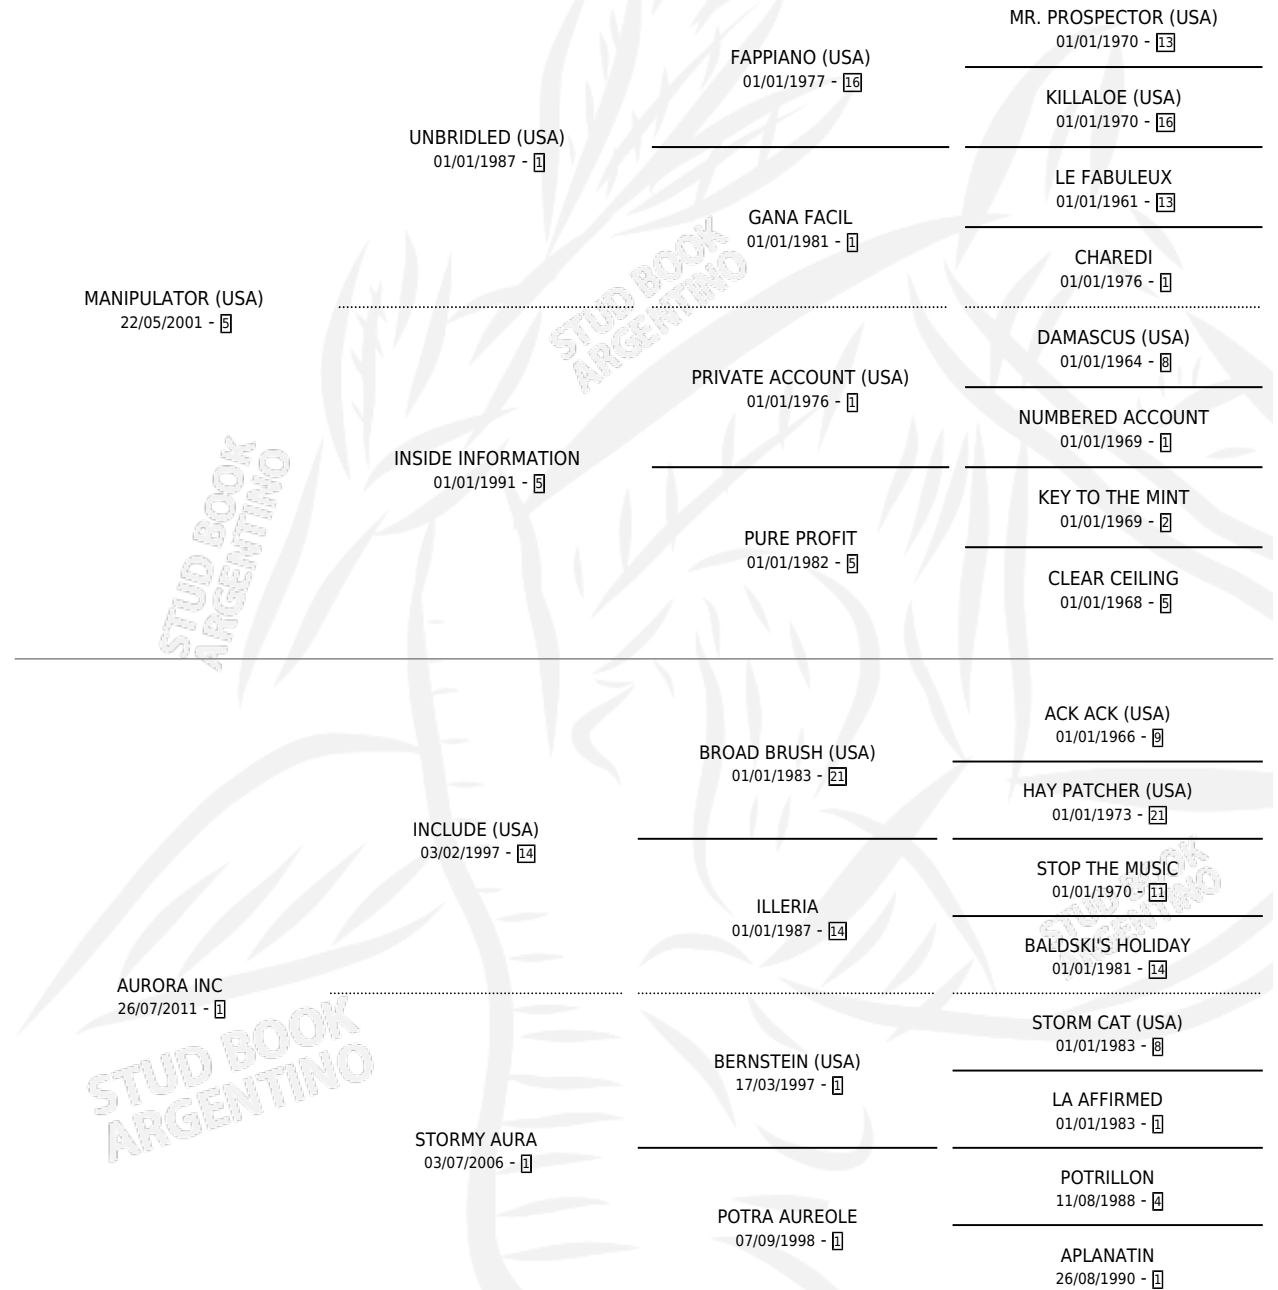 MR. PROSPECTOR (USA)
01/01/1970 - 13
FAPPIANO (USA)
01/01/1977 - 16
KILLALOE (USA)
01/01/1970 - 16
UNBRIDLED (USA)
01/01/1987 - 1
LE FABULEUX
01/01/1961 - 13
GANA FACIL
01/01/1981 - 1
CHAREDI
01/01/1976 - 1
MANIPULATOR (USA)
22/05/2001 - 5
DAMASCUS (USA)
01/01/1964 - 8
PRIVATE ACCOUNT (USA)
01/01/1976 - 1
NUMBERED ACCOUNT
01/01/1969 - 1
INSIDE INFORMATION
01/01/1991 - 5
KEY TO THE MINT
01/01/1969 - 2
PURE PROFIT
01/01/1982 - 5
CLEAR CEILING
01/01/1968 - 5
ACK ACK (USA)
01/01/1966 - 9
BROAD BRUSH (USA)
01/01/1983 - 21
HAY PATCHER (USA)
01/01/1973 - 21
INCLUDE (USA)
03/02/1997 - 14
STOP THE MUSIC
01/01/1970 - 11
ILLERIA
01/01/1987 - 14
BALDSKI'S HOLIDAY
01/01/1981 - 14
AURORA INC
26/07/2011 - 1
STORM CAT (USA)
01/01/1983 - 8
BERNSTEIN (USA)
17/03/1997 - 1
LA AFFIRMED
01/01/1983 - 1
STORMY AURA
03/07/2006 - 1
POTRILLON
11/08/1988 - 4
POTRA AUREOLE
07/09/1998 - 1
APLANATIN
26/08/1990 - 1
STUD BOOK
ARGENTINO
STUD BOOK
ARGENTINO
STUD BOOK
ARGENTINO
STUD BOOK
ARGENTINO